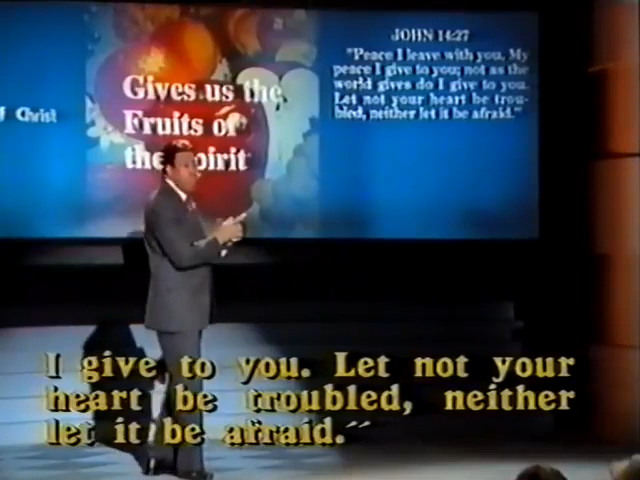 f Christ
Gives us the
Fruits of
the Spirit
JOHN 14:27
"Peace I leave with you, My
peace I give to you; not as the
world gives do I give to you.
Let not your heart be trou-
bled, neither let it be afraid."
I give to you. Let not your
heart be troubled, neither
let it be afraid."